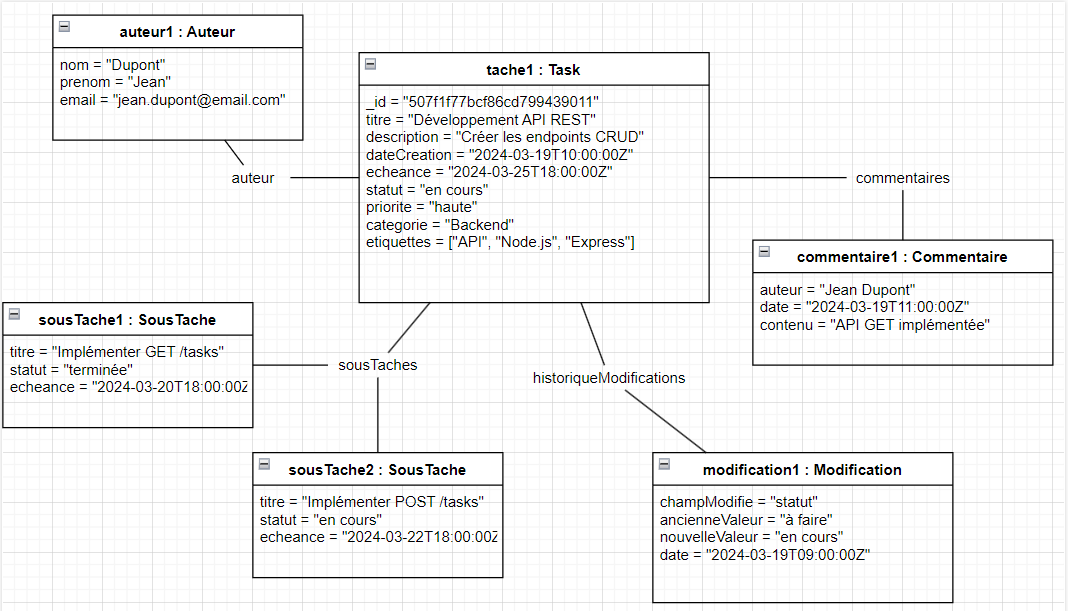 auteur1 : Auteur
nom = "Dupont"
prenom = "Jean"
email = "jean.dupont@email.com"
tache1 : Task
_id = "507f1f77bcf86cd799439011"
titre = "Développement API REST"
description = "Créer les endpoints CRUD"
dateCreation = "2024-03-19T10:00:00Z"
echeance = "2024-03-25T18:00:00Z"
statut = "en cours"
priorite = "haute"
categorie = "Backend"
etiquettes = ["API", "Node.js", "Express"]
auteur
commentaires
commentaire1 : Commentaire
auteur = "Jean Dupont"
date = "2024-03-19T11:00:00Z"
contenu = "API GET implémentée"
sousTache1 : SousTache
titre = "Implémenter GET /tasks"
statut = "terminée"
echeance = "2024-03-20T18:00:00Z
sousTaches
historiqueModifications
sousTache2 : SousTache
titre = "Implémenter POST /tasks"
statut = "en cours"
echeance = "2024-03-22T18:00:00Z
modification1 : Modification
champModifie = "statut"
ancienneValeur = "à faire"
nouvelleValeur = "en cours"
date = "2024-03-19T09:00:00Z"